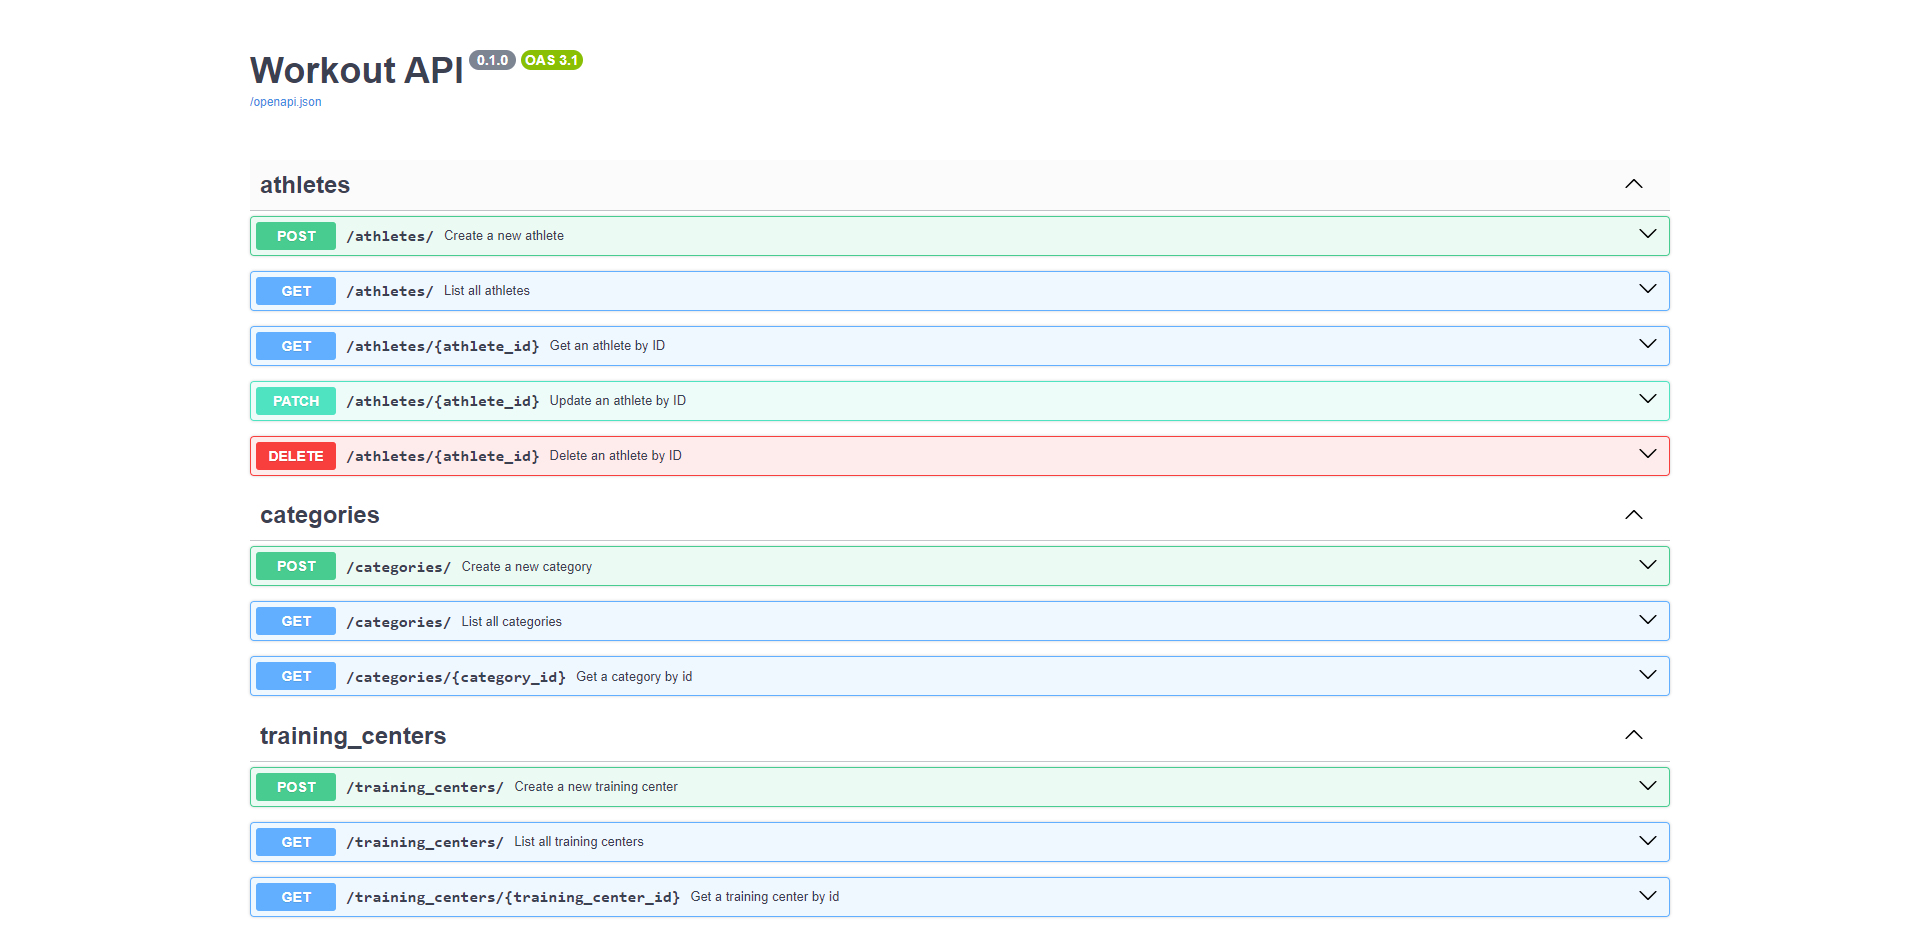 Workout API 0.1.0 OAS 3.1
/openapi.json
athletes
POST /athletes/ Create a new athlete
GET /athletes/ List all athletes
GET /athletes/{athlete_id} Get an athlete by ID
PATCH /athletes/{athlete_id} Update an athlete by ID
DELETE /athletes/{athlete_id} Delete an athlete by ID
categories
POST /categories/ Create a new category
GET /categories/ List all categories
GET /categories/{category_id} Get a category by id
training_centers
POST /training_centers/ Create a new training center
GET /training_centers/ List all training centers
GET /training_centers/{training_center_id} Get a training center by id